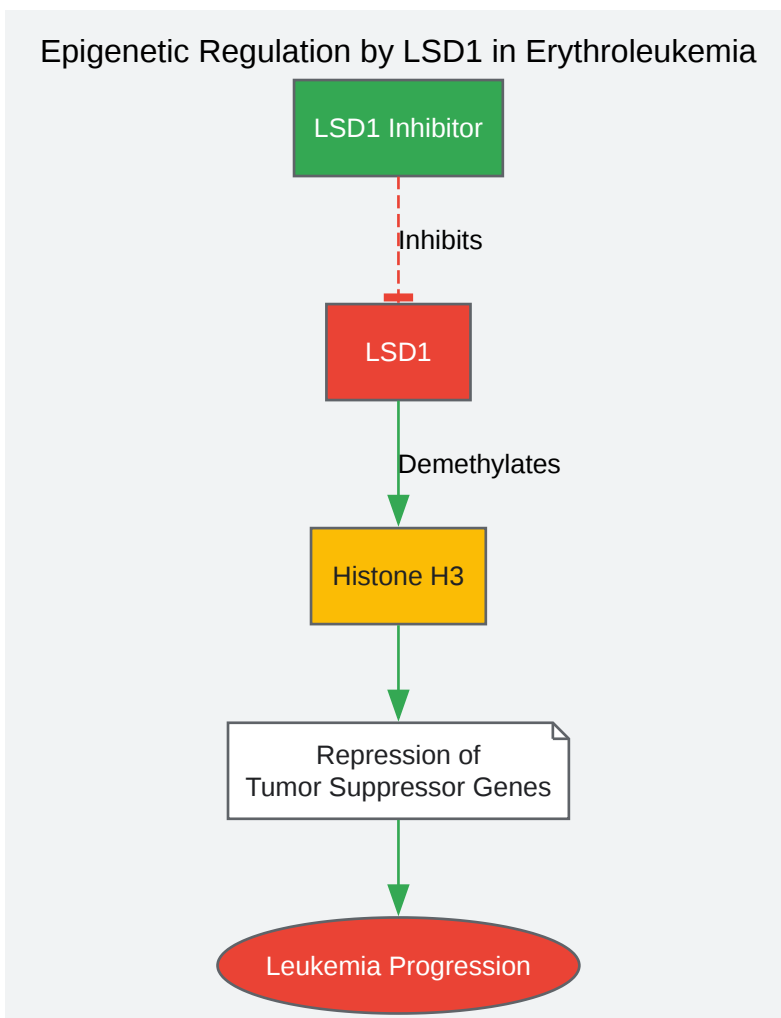 Epigenetic Regulation by LSD1 in Erythroleukemia
LSD1 Inhibitor
Inhibits
LSD1
Demethylates
Histone H3
Repression of
Tumor Suppressor Genes
Leukemia Progression